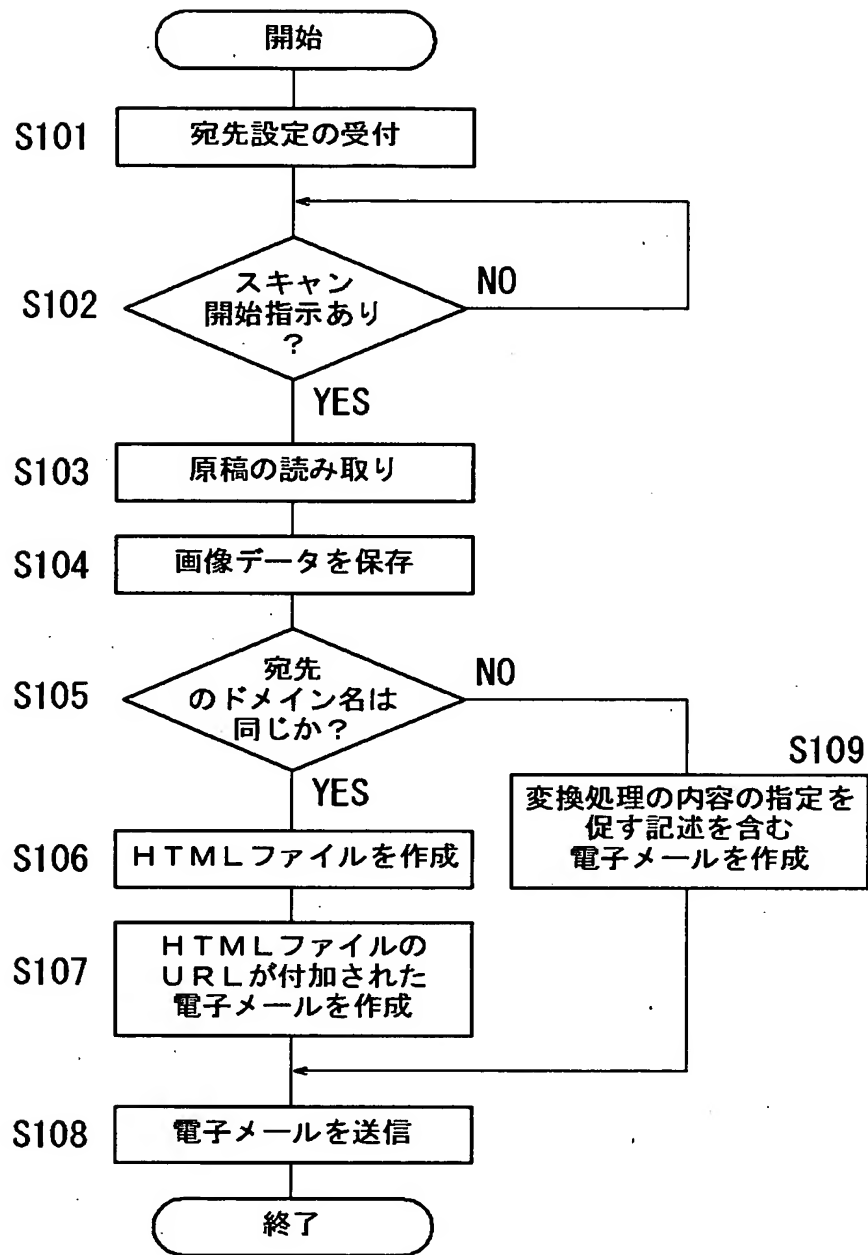 開始
S101
宛先設定の受付
S102
スキャン
開始指示あり
?
NO
YES
S103
原稿の読み取り
S104
画像データを保存
S105
宛先
のドメイン名は
同じか?
NO
YES
S109
変換処理の内容の指定を
促す記述を含む
電子メールを作成
S106
HTMLファイルを作成
S107
HTMLファイルの
URLが付加された
電子メールを作成
S108
電子メールを送信
終了